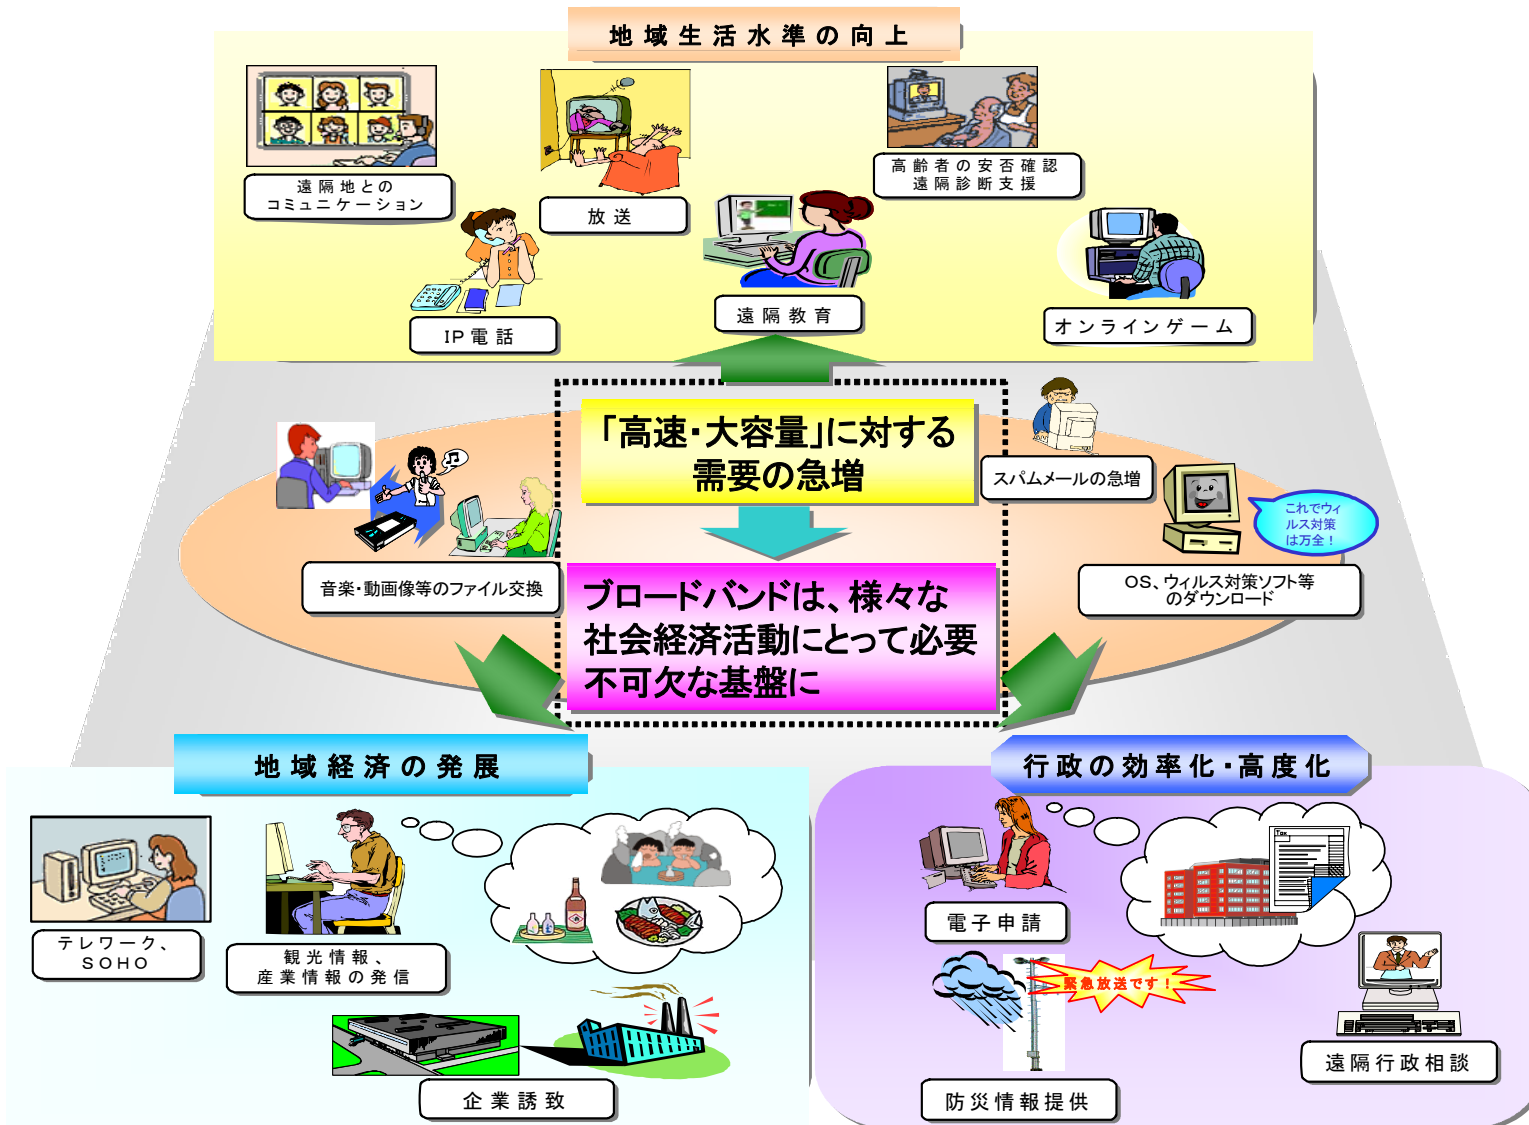 地域生活水準の向上
遠隔地との
コミュニケーション
放送
高齢者の安否確認
遠隔診断支援
IP電話
遠隔教育
オンラインゲーム
「高速・大容量」に対する
需要の急増
スパムメールの急増
これでウィ
ルス対策
は万全！
音楽・動画像等のファイル交換
OS、ウィルス対策ソフト等
のダウンロード
ブロードバンドは、様々な
社会経済活動にとって必要
不可欠な基盤に
地域経済の発展
テレワーク、
SOHO
観光情報、
産業情報の発信
企業誘致
行政の効率化・高度化
Tax
電子申請
緊急放送です！
防災情報提供
遠隔行政相談